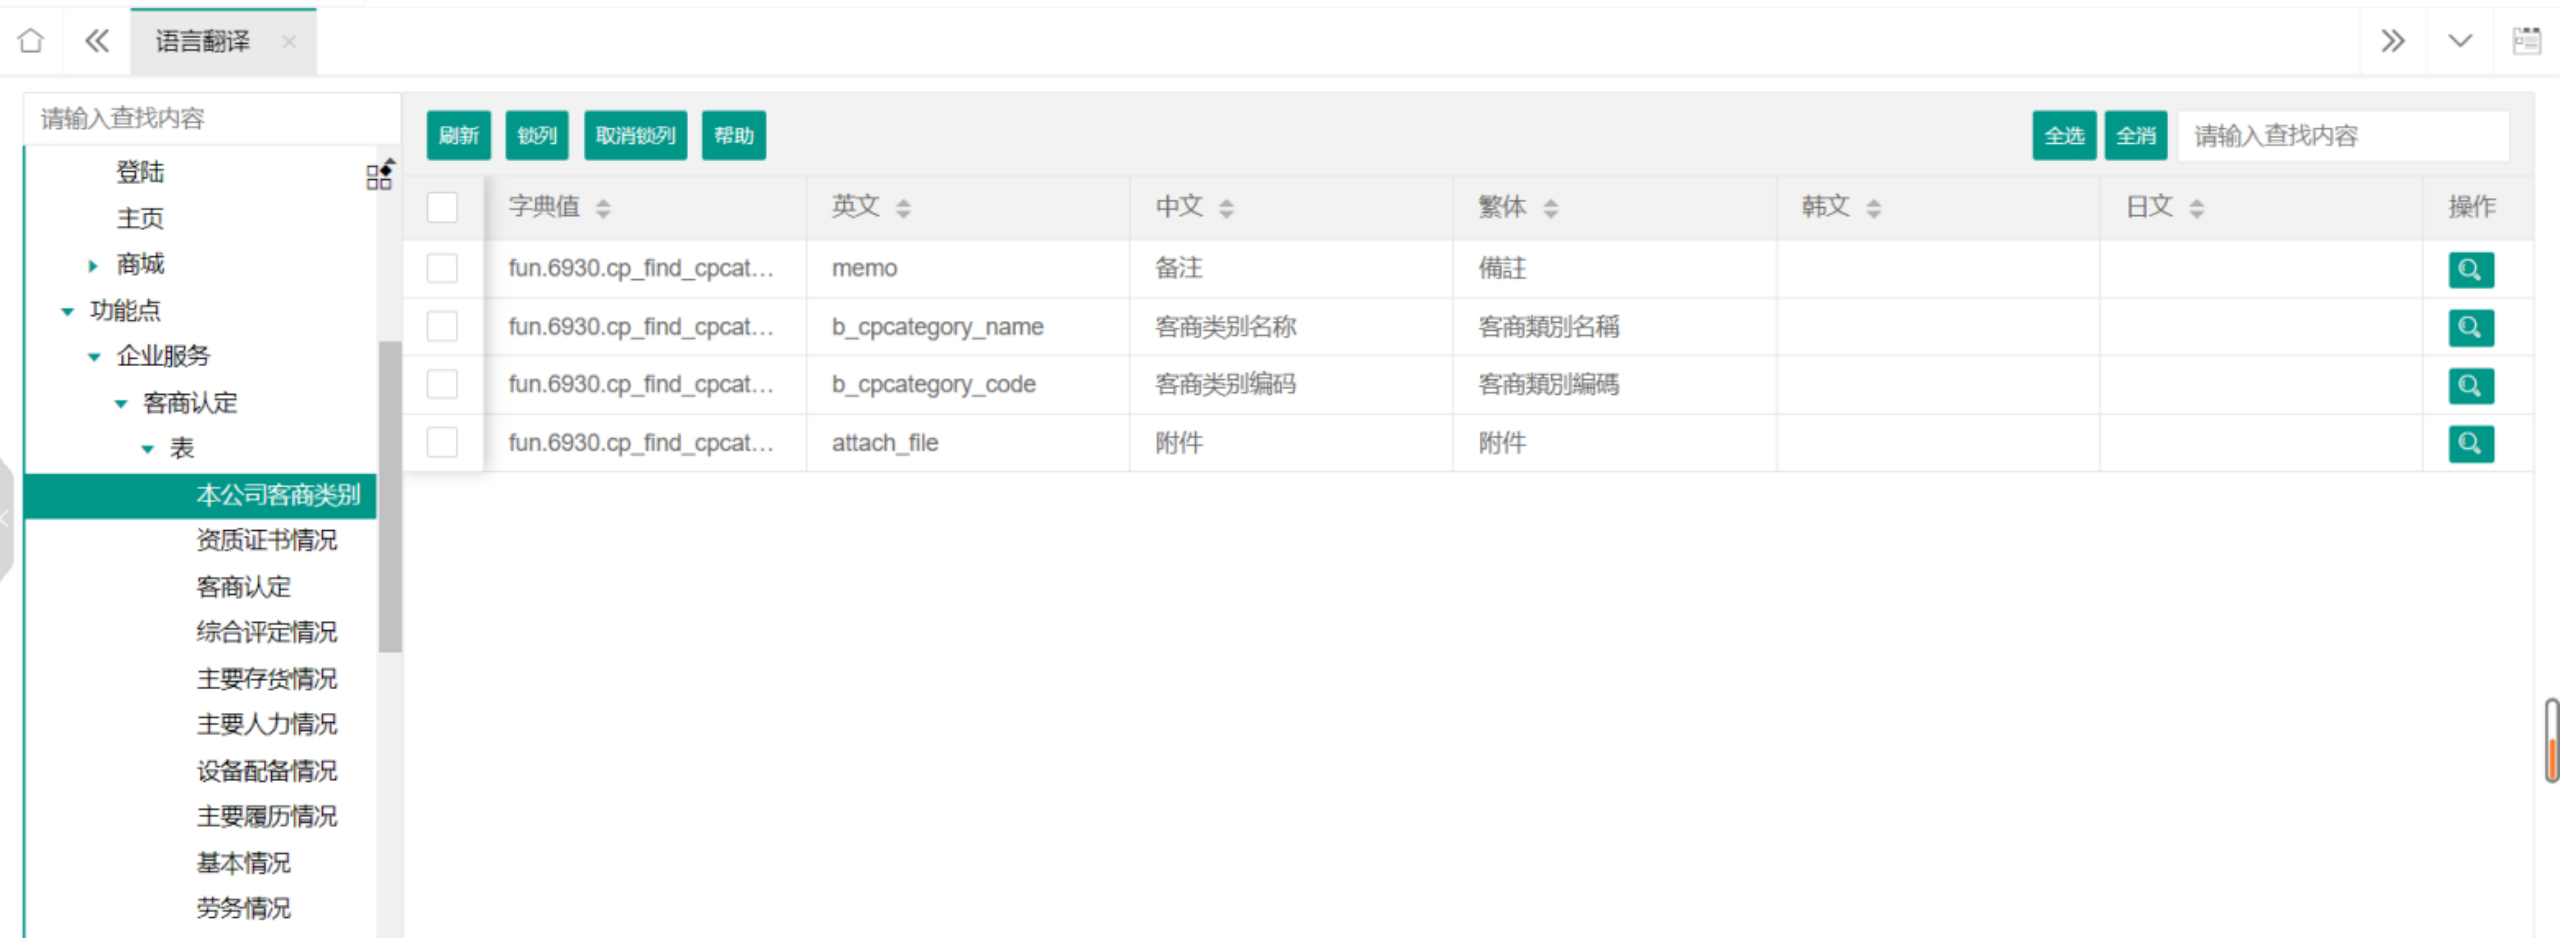 语言翻译
请输入查找内容
登陆
主页
商城
功能点
企业服务
客商认定
表
本公司客商类别
资质证书情况
客商认定
综合评定情况
主要存货情况
主要人力情况
设备配备情况
主要履历情况
基本情况
劳务情况
刷新 锁列 取消锁列 帮助 全选 全消 请输入查找内容
字典值 英文 中文 繁体 韩文 日文 操作
fun.6930.cp_find_cpcat... memo 备注 備註
fun.6930.cp_find_cpcat... b_cpcategory_name 客商类别名称 客商類別名稱
fun.6930.cp_find_cpcat... b_cpcategory_code 客商类别编码 客商類別編碼
fun.6930.cp_find_cpcat... attach_file 附件 附件